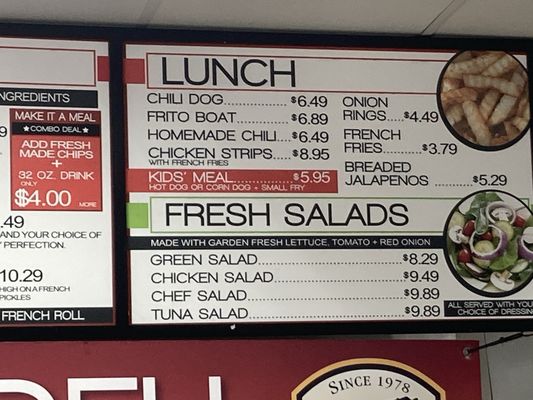 INGREDIENTS
MAKE IT A MEAL
★COMBO DEAL★
ADD FRESH
MADE CHIPS
+
32 OZ. DRINK
ONLY
$4.00 MORE
.49
AND YOUR CHOICE OF
PERFECTION.
10.29
HIGH ON A FRENCH
PICKLES
FRENCH ROLL
LUNCH
CHILI DOG....................$6.49
FRITO BOAT................$6.89
HOMEMADE CHILI....$6.49
CHICKEN STRIPS.....$8.95
WITH FRENCH FRIES
KIDS' MEAL................$5.95
HOT DOG OR CORN DOG + SMALL FRY
ONION
RINGS.....$4.49
FRENCH
FRIES.........$3.79
BREADED
JALAPENOS .........$5.29
FRESH SALADS
MADE WITH GARDEN FRESH LETTUCE, TOMATO + RED ONION
GREEN SALAD................................$8.29
CHICKEN SALAD.............................$9.49
CHEF SALAD...................................$9.89
TUNA SALAD...................................$9.89
ALL SERVED WITH YOUR
CHOICE OF DRESSING
DELI
SINCE 1978